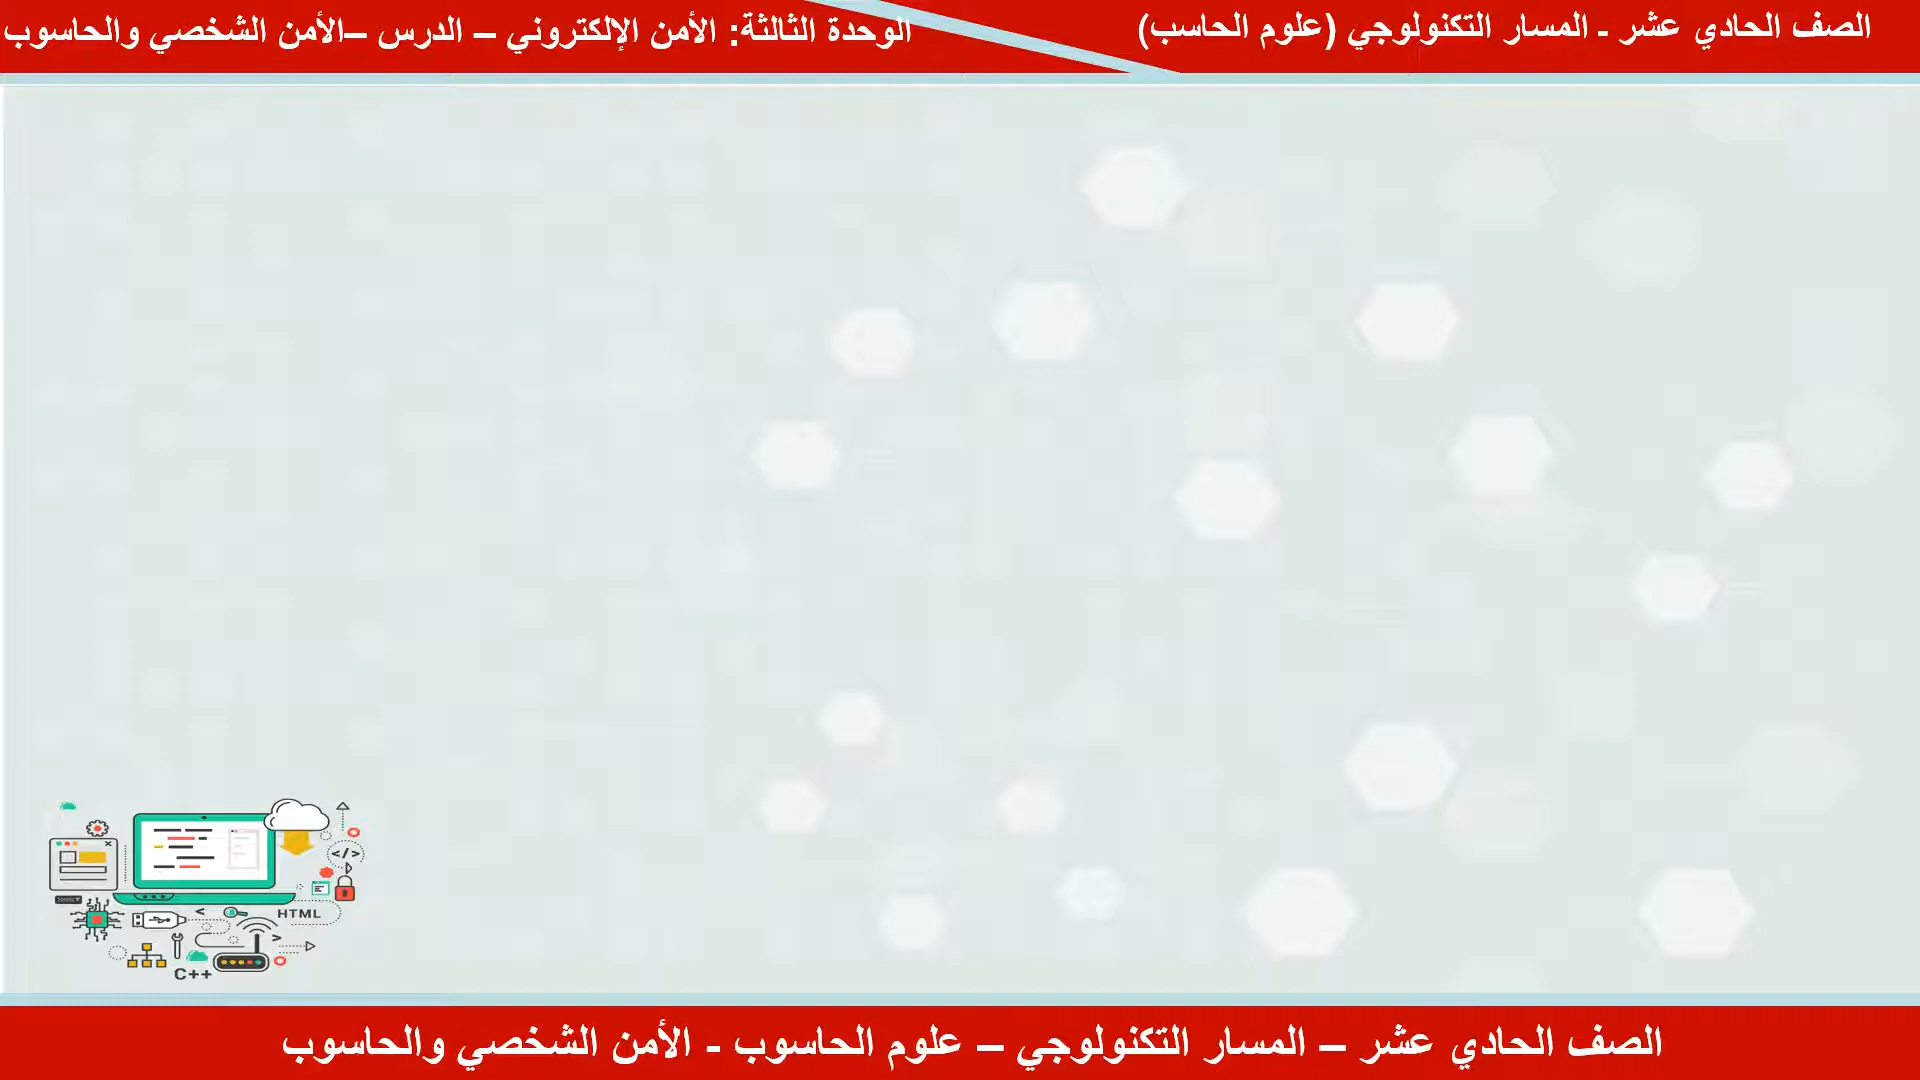 الصف الحادي عشر - المسار التكنولوجي (علوم الحاسب)
الوحدة الثالثة: الأمن الإلكتروني – الدرس –الأمن الشخصي والحاسوب
</>
HTML
C++
الصف الحادي عشر – المسار التكنولوجي – علوم الحاسوب - الأمن الشخصي والحاسوب